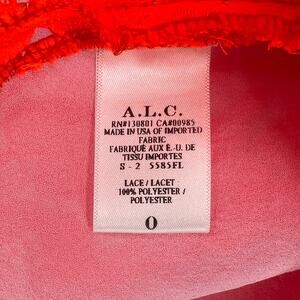 A.L.C.
RN#130801 CA#00985
MADE IN USA OF IMPORTED
FABRIC
FABRIQUÉ AUX É.-U. DE
TISSU IMPORTES
S - 2 5585FL
LACE / LACET
100% POLYESTER /
POLYESTER
0